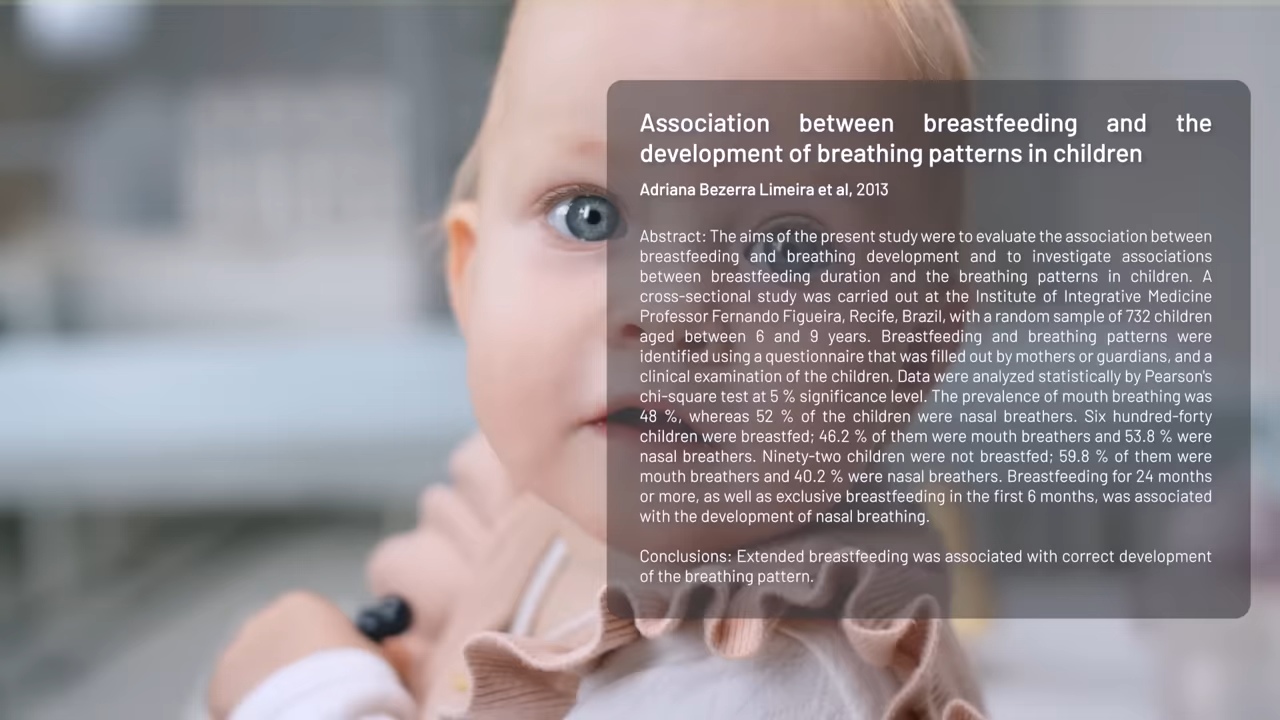 Association between breastfeeding and the
development of breathing patterns in children
Adriana Bezerra Limeira et al, 2013
Abstract: The aims of the present study were to evaluate the association between
breastfeeding and breathing development and to investigate associations
between breastfeeding duration and the breathing patterns in children. A
cross-sectional study was carried out at the Institute of Integrative Medicine
Professor Fernando Figueira, Recife, Brazil, with a random sample of 732 children
aged between 6 and 9 years. Breastfeeding and breathing patterns were
identified using a questionnaire that was filled out by mothers or guardians, and a
clinical examination of the children. Data were analyzed statistically by Pearson's
chi-square test at 5 % significance level. The prevalence of mouth breathing was
48 %, whereas 52 % of the children were nasal breathers. Six hundred-forty
children were breastfed; 46.2 % of them were mouth breathers and 53.8 % were
nasal breathers. Ninety-two children were not breastfed; 59.8 % of them were
mouth breathers and 40.2 % were nasal breathers. Breastfeeding for 24 months
or more, as well as exclusive breastfeeding in the first 6 months, was associated
with the development of nasal breathing.
Conclusions: Extended breastfeeding was associated with correct development
of the breathing pattern.